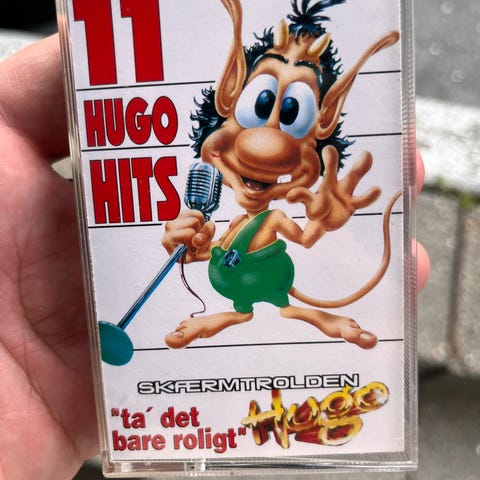 11
HUGO
HITS
SKÆRMTROLDEN
Hugo
"ta´ det
bare roligt"